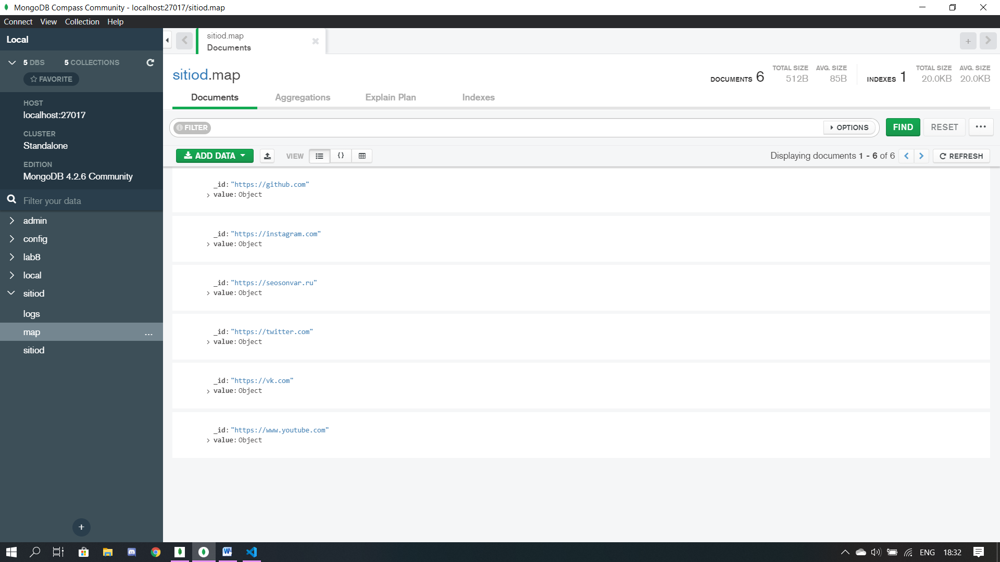 MongoDB Compass Community - localhost:27017/sitiod.map
Connect View Collection Help
Local
5 DBS 5 COLLECTIONS
FAVORITE
HOST
localhost:27017
CLUSTER
Standalone
EDITION
MongoDB 4.2.6 Community
Filter your data
admin
config
lab8
local
sitiod
logs
map ...
sitiod
+
sitiod.map
Documents
sitiod.map
DOCUMENTS 6 TOTAL SIZE 512B AVG. SIZE 85B INDEXES 1 TOTAL SIZE 20.0KB AVG. SIZE 20.0KB
Documents Aggregations Explain Plan Indexes
FILTER OPTIONS FIND RESET ...
ADD DATA VIEW {} Displaying documents 1 - 6 of 6 REFRESH
_id: "https://github.com"
value: Object
_id: "https://instagram.com"
value: Object
_id: "https://seosonvar.ru"
value: Object
_id: "https://twitter.com"
value: Object
_id: "https://vk.com"
value: Object
_id: "https://www.youtube.com"
value: Object
ENG 18:32